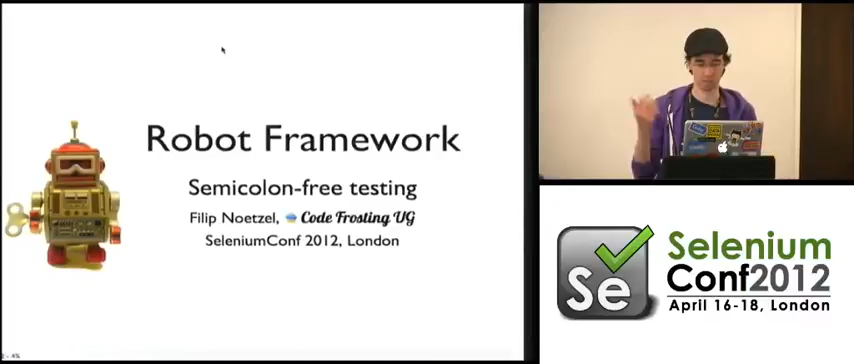 Robot Framework
Semicolon-free testing
Filip Noetzel, Code Frosting UG
SeleniumConf 2012, London
Se
Selenium
Conf2012
April 16-18, London